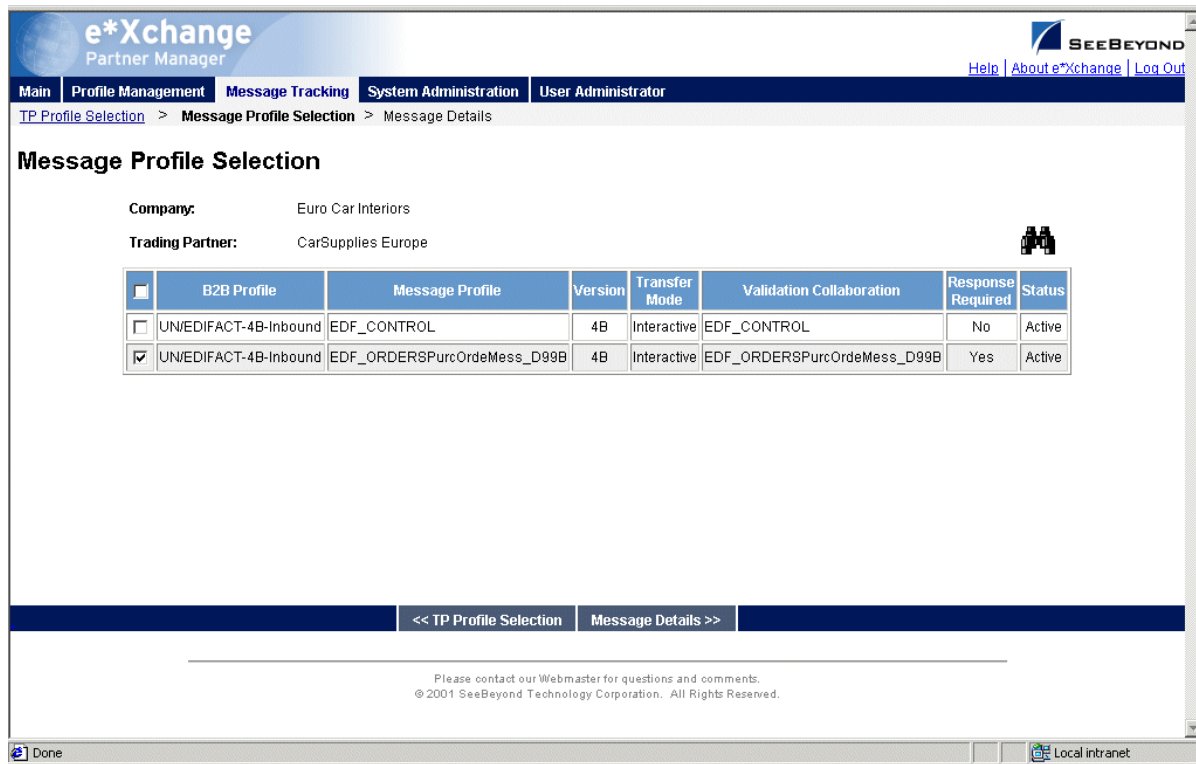 e*Xchange
Partner Manager
SEEBEYOND
Help | About e*Xchange | Log Out
Main Profile Management Message Tracking System Administration User Administrator
TP Profile Selection > Message Profile Selection > Message Details
Message Profile Selection
Company: Euro Car Interiors
Trading Partner: CarSupplies Europe
B2B Profile Message Profile Version Transfer Mode Validation Collaboration Response Required Status
UN/EDIFACT-4B-Inbound EDF_CONTROL 4B Interactive EDF_CONTROL No Active
UN/EDIFACT-4B-Inbound EDF_ORDERSPurcOrdeMess_D99B 4B Interactive EDF_ORDERSPurcOrdeMess_D99B Yes Active
<< TP Profile Selection Message Details >>
Please contact our Webmaster for questions and comments.
© 2001 SeeBeyond Technology Corporation. All Rights Reserved.
Done Local intranet